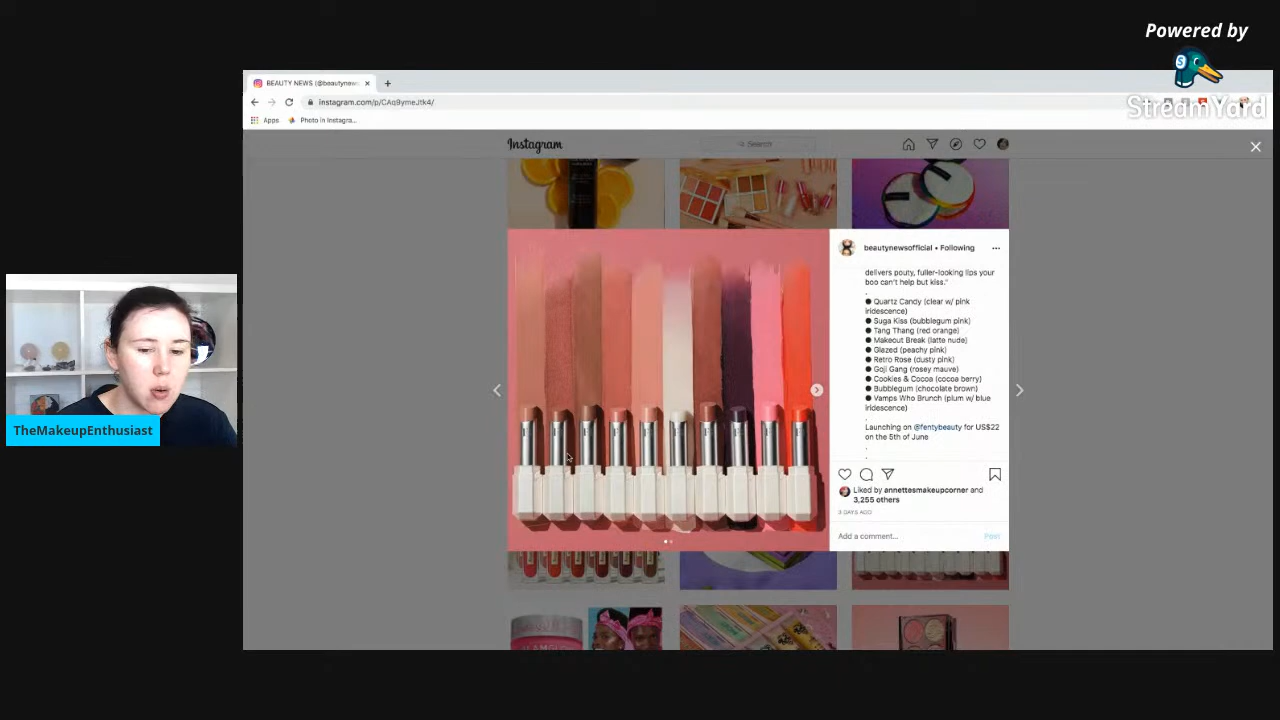 Powered by
StreamYard
BEAUTY NEWS (@beautynews
instagram.com/p/CAq9ymeJtk4/
Apps
Photo in Instagra...
Instagram
Search
beautynewsofficial • Following
delivers pouty, fuller-looking lips your
boo can't help but kiss."
.
● Quartz Candy (clear w/ pink
iridescence)
● Suga Kiss (bubblegum pink)
● Tang Thang (red orange)
● Makecut Break (latte nude)
● Glazed (peachy pink)
● Retro Rose (dusty pink)
● Goji Gang (rosey mauve)
● Cookies & Cocoa (cocoa berry)
● Bubblegum (chocolate brown)
● Vamps Who Brunch (plum w/ blue
iridescence)
.
Launching on @fentybeauty for US$22
on the 5th of June
.
.
Liked by annettesmakeupcorner and
3,255 others
3 DAYS AGO
Add a comment...
Post
TheMakeupEnthusiast